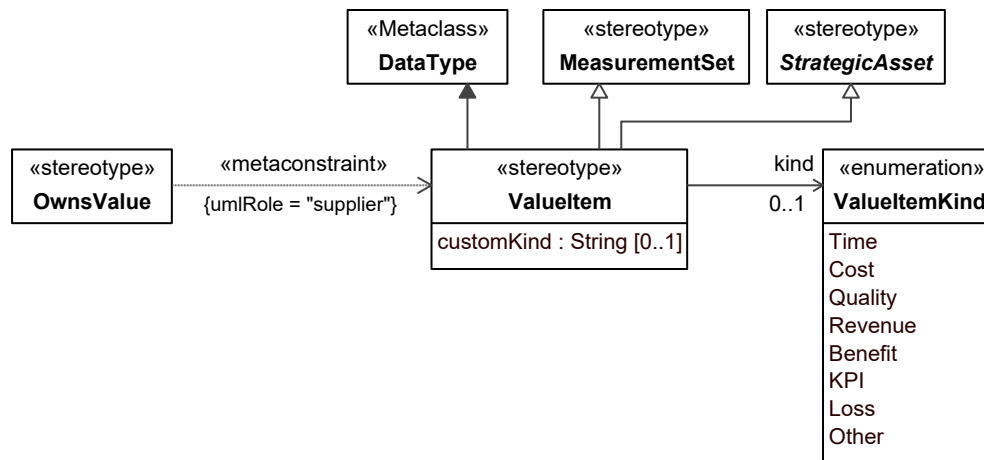 «Metaclass»
DataType
«stereotype»
MeasurementSet
«stereotype»
StrategicAsset
«stereotype»
OwnsValue
«metaconstraint»
{umlRole = "supplier"}
«stereotype»
ValueItem
customKind : String [0..1]
kind
0..1
«enumeration»
ValueItemKind
Time
Cost
Quality
Revenue
Benefit
KPI
Loss
Other